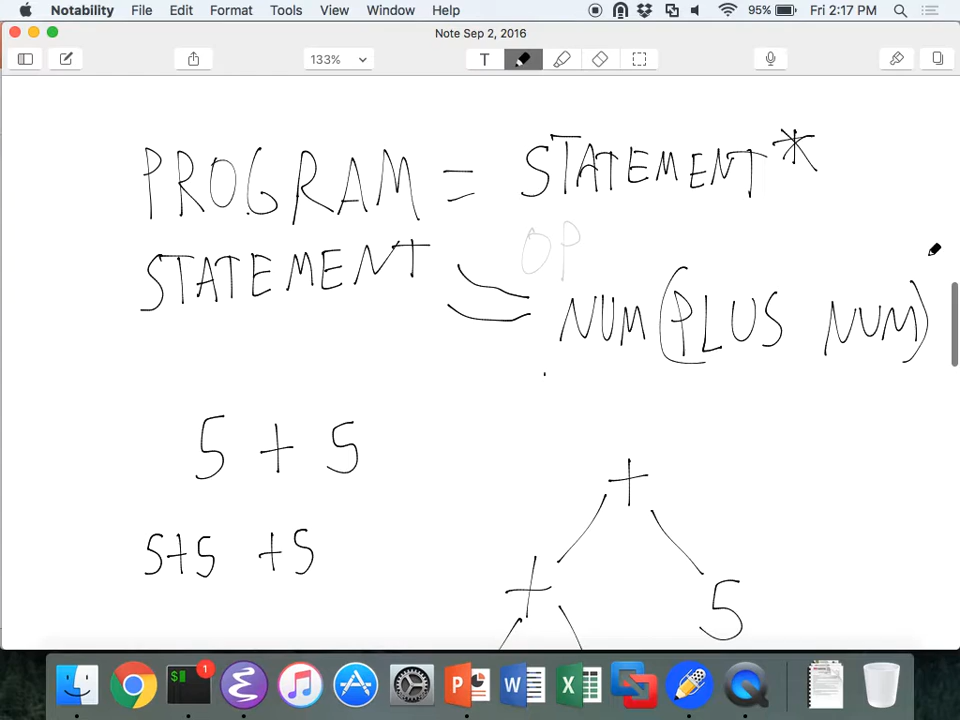 Notability File Edit Format Tools View Window Help 95% Fri 2:17 PM
Note Sep 2, 2016
133% T
PROGRAM = STATEMENT*
OP
STATEMENT = NUM (PLUS NUM)
5 + 5
+
5+5 +5
+ 5
$ 1
P W X